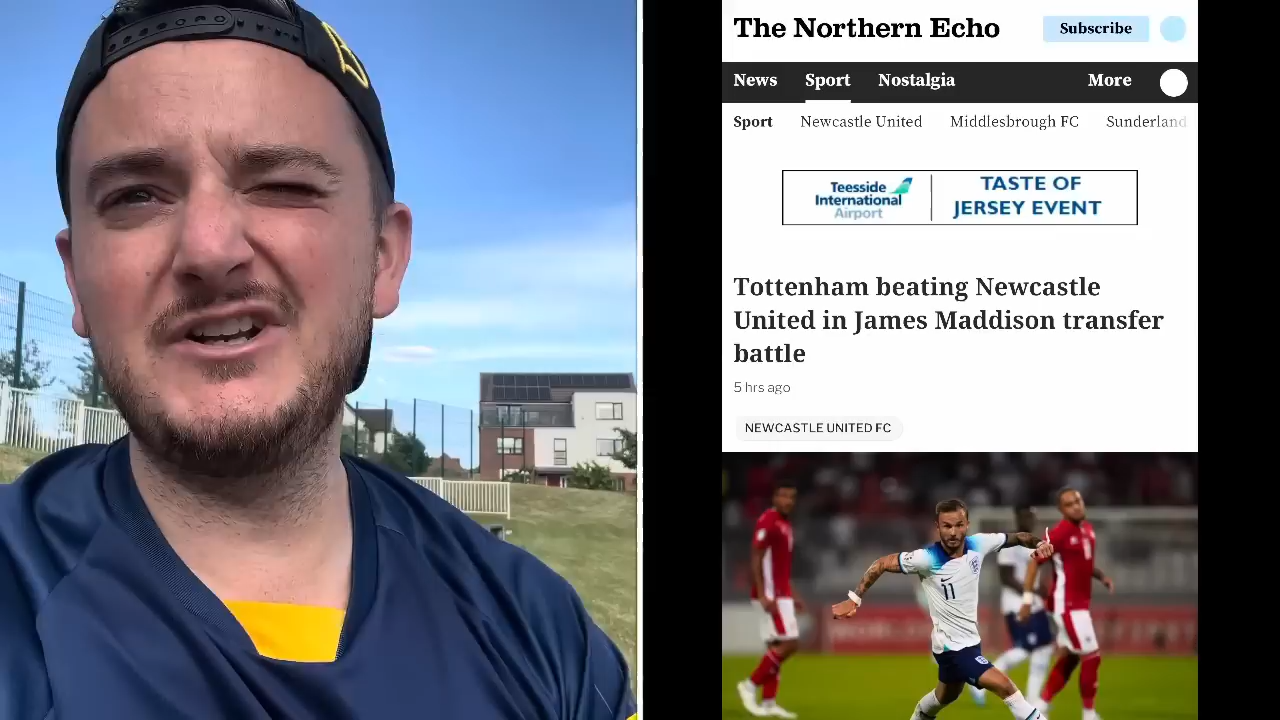 The Northern Echo
Subscribe
News Sport Nostalgia More
Sport Newcastle United Middlesbrough FC Sunderland
Teesside
International
Airport
TASTE OF
JERSEY EVENT
Tottenham beating Newcastle
United in James Maddison transfer
battle
5 hrs ago
NEWCASTLE UNITED FC
11